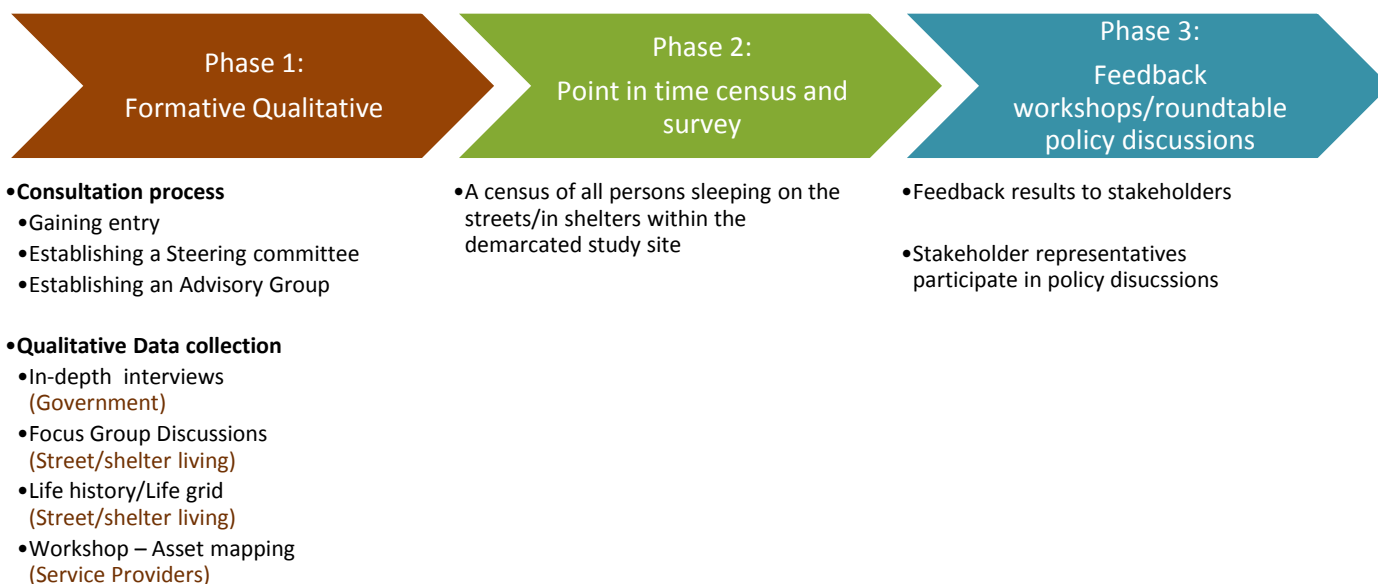 Phase 1:
Formative Qualitative
•Consultation process
•Gaining entry
•Establishing a Steering committee
•Establishing an Advisory Group
•Qualitative Data collection
•In-depth interviews
(Government)
•Focus Group Discussions
(Street/shelter living)
•Life history/Life grid
(Street/shelter living)
•Workshop – Asset mapping
(Service Providers)
Phase 2:
Point in time census and
survey
•A census of all persons sleeping on the
streets/in shelters within the
demarcated study site
Phase 3:
Feedback
workshops/roundtable
policy discussions
•Feedback results to stakeholders
•Stakeholder representatives
participate in policy disucssions